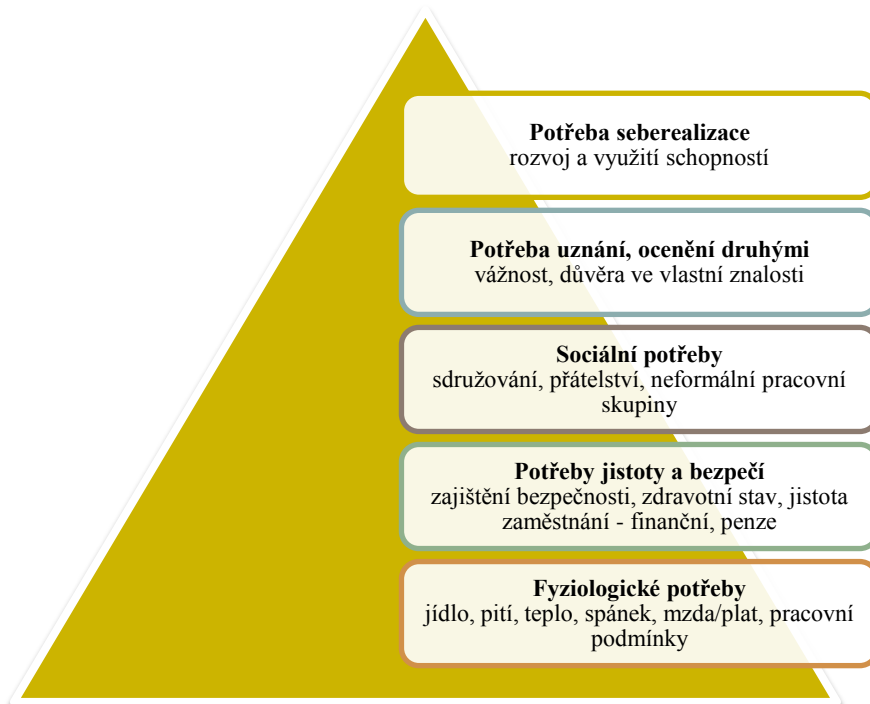 Potřeba seberealizace
rozvoj a využití schopností
Potřeba uznání, ocenění druhými
vážnost, důvěra ve vlastní znalosti
Sociální potřeby
sdružování, přátelství, neformální pracovní
skupiny
Potřeby jistoty a bezpečí
zajištění bezpečnosti, zdravotní stav, jistota
zaměstnání - finanční, penze
Fyziologické potřeby
jídlo, pití, teplo, spánek, mzda/plat, pracovní
podmínky